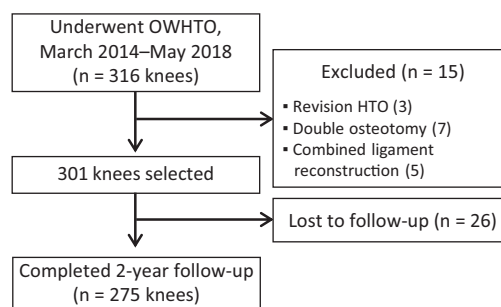 Underwent OWHTO,
March 2014–May 2018
(n = 316 knees)
Excluded (n = 15)
▪ Revision HTO (3)
▪ Double osteotomy (7)
▪ Combined ligament
reconstruction (5)
301 knees selected
Lost to follow-up (n = 26)
Completed 2-year follow-up
(n = 275 knees)